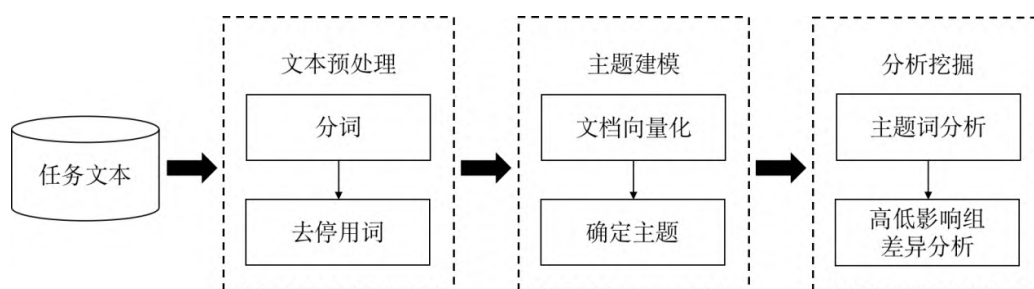 任务文本
文本预处理
分词
去停用词
主题建模
文档向量化
确定主题
分析挖掘
主题词分析
高低影响组
差异分析